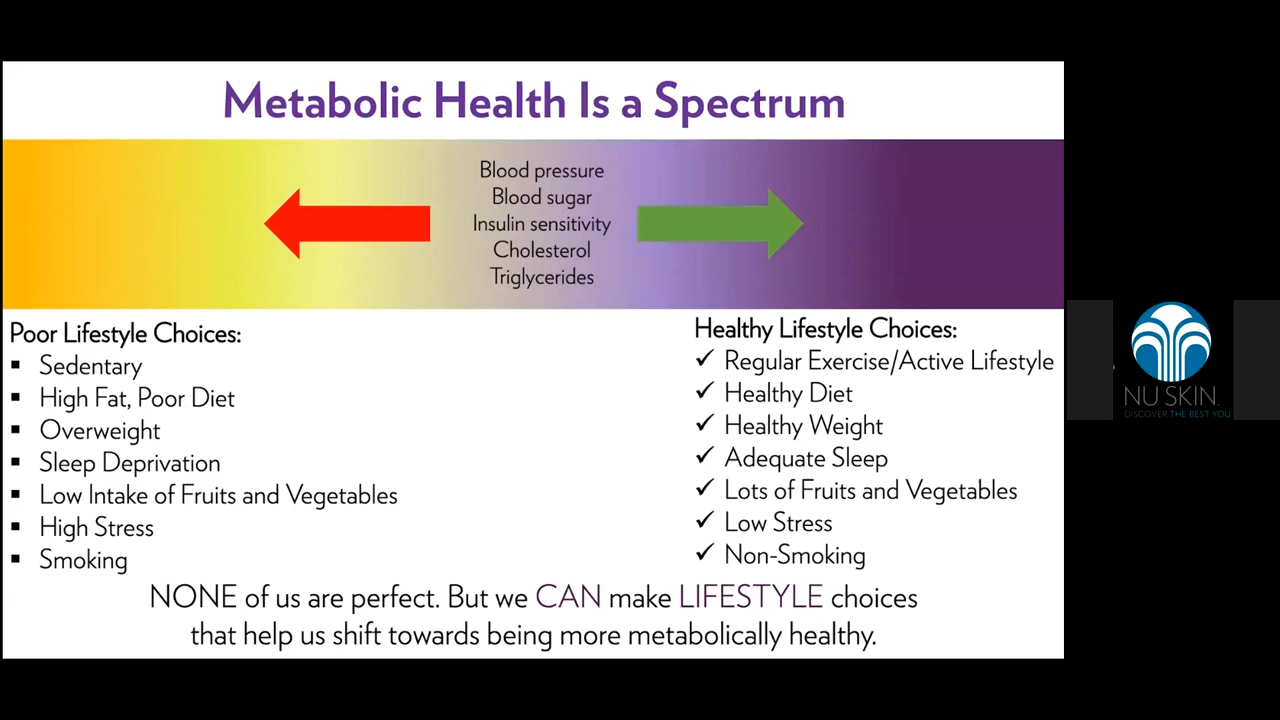 Metabolic Health Is a Spectrum
Blood pressure
Blood sugar
Insulin sensitivity
Cholesterol
Triglycerides
Poor Lifestyle Choices:
Sedentary
High Fat, Poor Diet
Overweight
Sleep Deprivation
Low Intake of Fruits and Vegetables
High Stress
Smoking
Healthy Lifestyle Choices:
Regular Exercise/Active Lifestyle
Healthy Diet
Healthy Weight
Adequate Sleep
Lots of Fruits and Vegetables
Low Stress
Non-Smoking
NONE of us are perfect. But we CAN make LIFESTYLE choices
that help us shift towards being more metabolically healthy.
NU SKIN.
DISCOVER THE BEST YOU